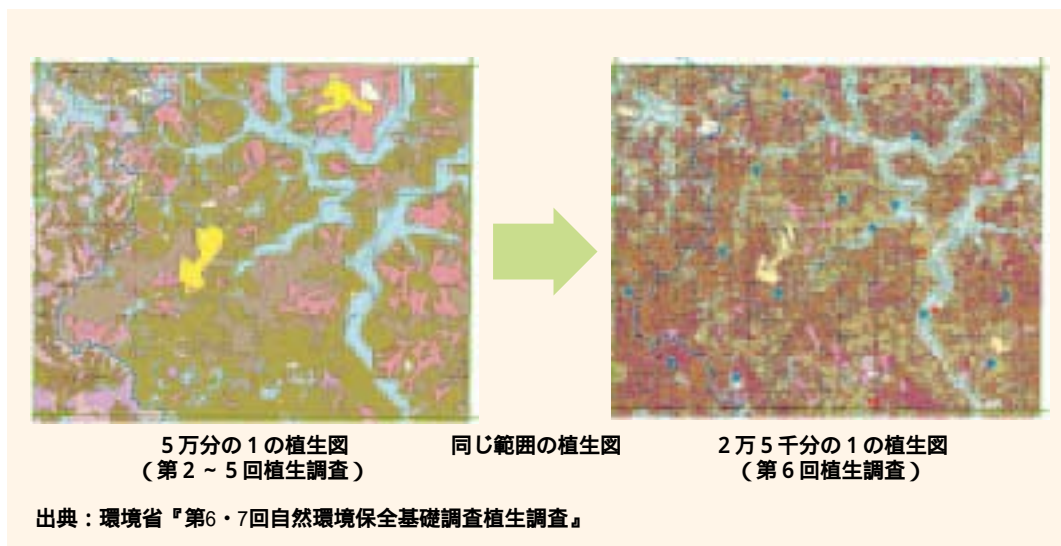 5万分の1の植生図
(第2~5回植生調査)
同じ範囲の植生図
2万5千分の1の植生図
(第6回植生調査)
出典:環境省『第6・7回自然環境保全基礎調査植生調査』